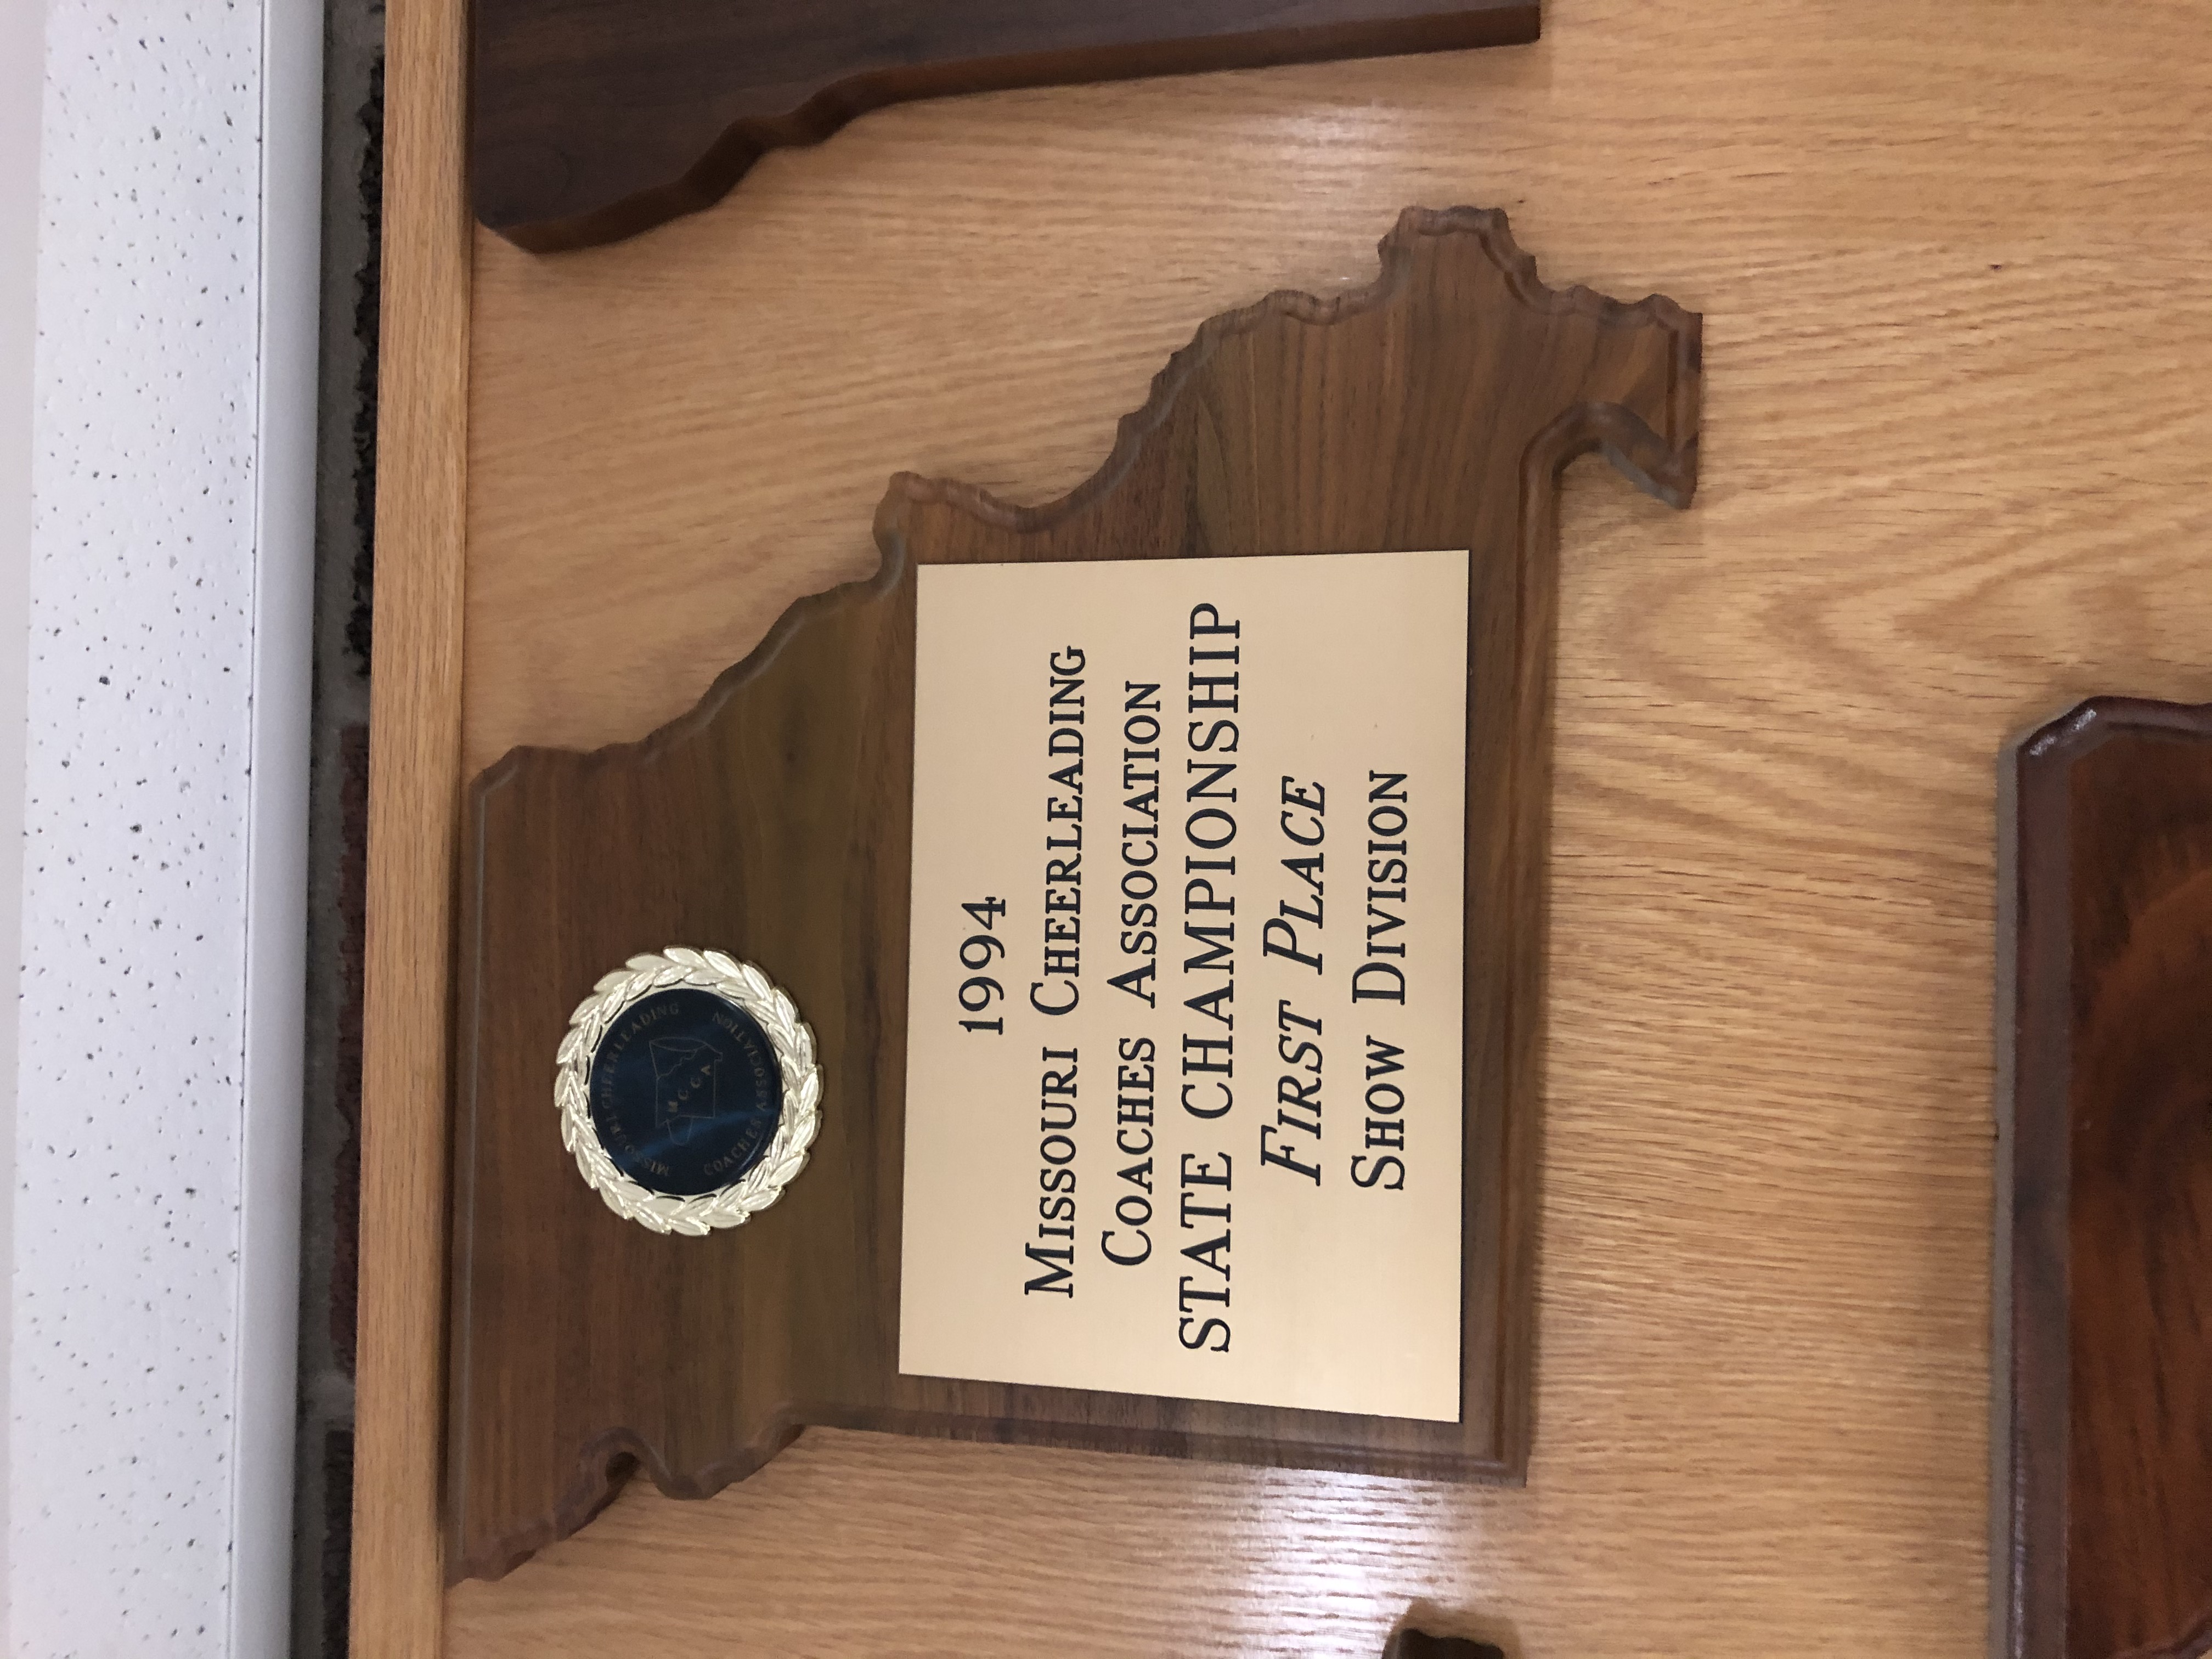 MISSOURI CHEERLEADING
MCCA
COACHES ASSOCIATION
1994
MISSOURI CHEERLEADING
COACHES ASSOCIATION
STATE CHAMPIONSHIP
FIRST PLACE
SHOW DIVISION